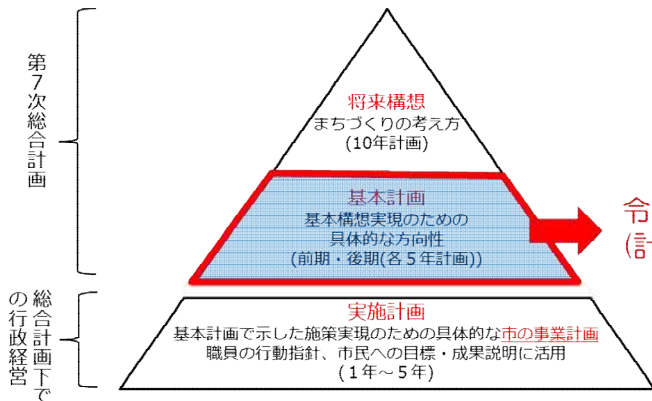 第7次総合計画
将来構想
まちづくりの考え方
(10年計画)
基本計画
基本構想実現のための
具体的な方向性
(前期・後期(各5年計画))
令
(計
総合計画下で
の行政経営
実施計画
基本計画で示した施策実現のための具体的な市の事業計画
職員の行動指針、市民への目標・成果説明に活用
(1年～5年)